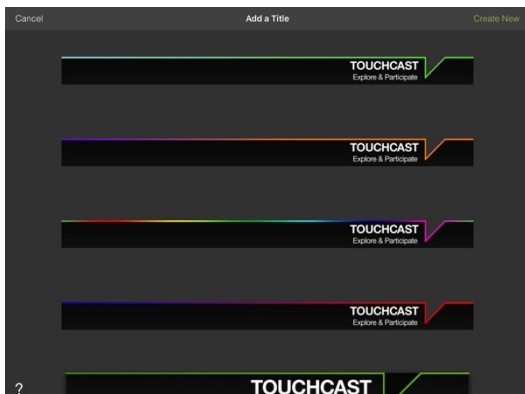 Cancel
Add a Title
Create New
TOUCHCAST
Explore & Participate
TOUCHCAST
Explore & Participate
TOUCHCAST
Explore & Participate
TOUCHCAST
Explore & Participate
TOUCHCAST
?